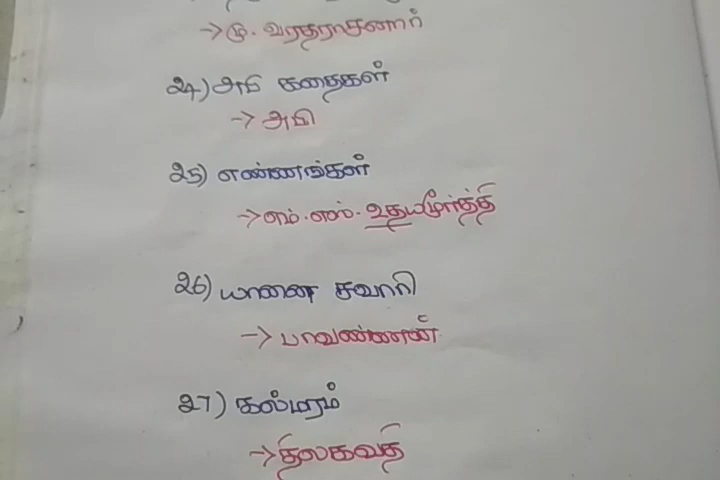 -> மு. வரதராசனார்
24) அபி கதைகள்
-> அபி
25) எண்ணங்கள்
-> எம். எஸ். உதயமூர்த்தி
26) யானை சவாரி
-> பாவண்ணன்
27) கல்மரம்
-> திலகவதி